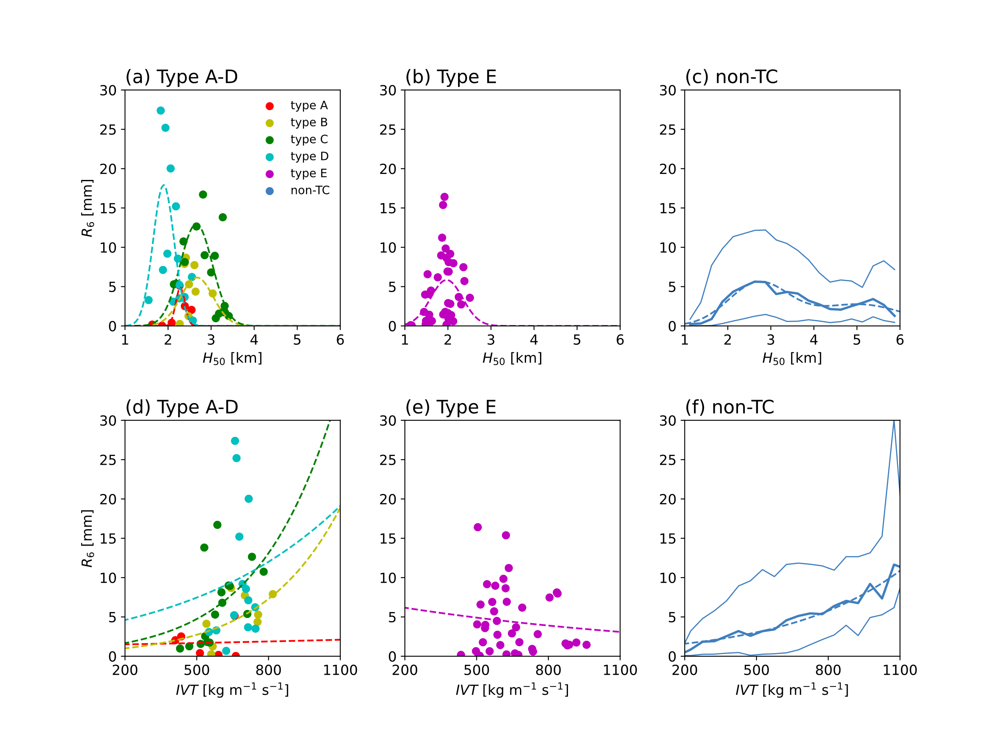 (a) Type A-D
(b) Type E
(c) non-TC
30
25
20
15
10
5
0
R₆ [mm]
type A
type B
type C
type D
type E
non-TC
1 2 3 4 5 6
H₅₀ [km]
30
25
20
15
10
5
0
1 2 3 4 5 6
H₅₀ [km]
30
25
20
15
10
5
0
1 2 3 4 5 6
H₅₀ [km]
(d) Type A-D
(e) Type E
(f) non-TC
30
25
20
15
10
5
0
R₆ [mm]
200 500 800 1100
IVT [kg m⁻¹ s⁻¹]
30
25
20
15
10
5
0
200 500 800 1100
IVT [kg m⁻¹ s⁻¹]
30
25
20
15
10
5
0
200 500 800 1100
IVT [kg m⁻¹ s⁻¹]